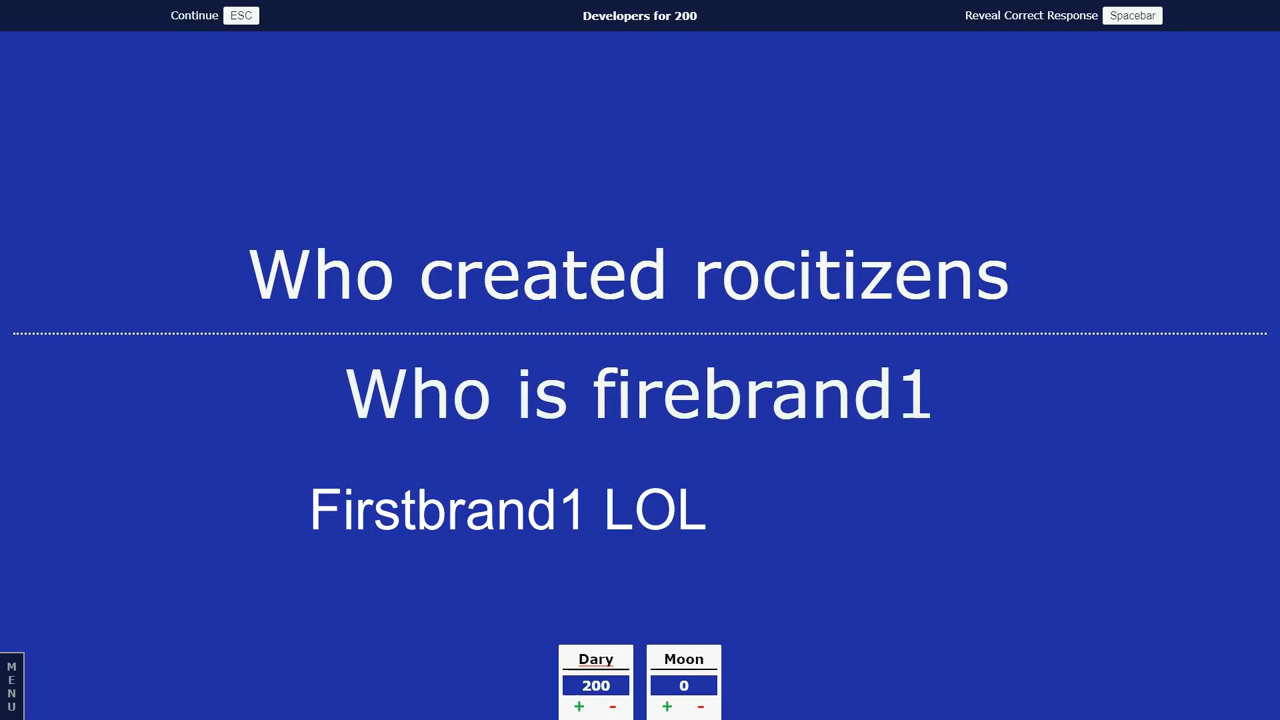 Continue ESC Developers for 200 Reveal Correct Response Spacebar
Who created rocitizens
Who is firebrand1
Firstbrand1 LOL
MENU
Dary Moon
200 0
+ - + -